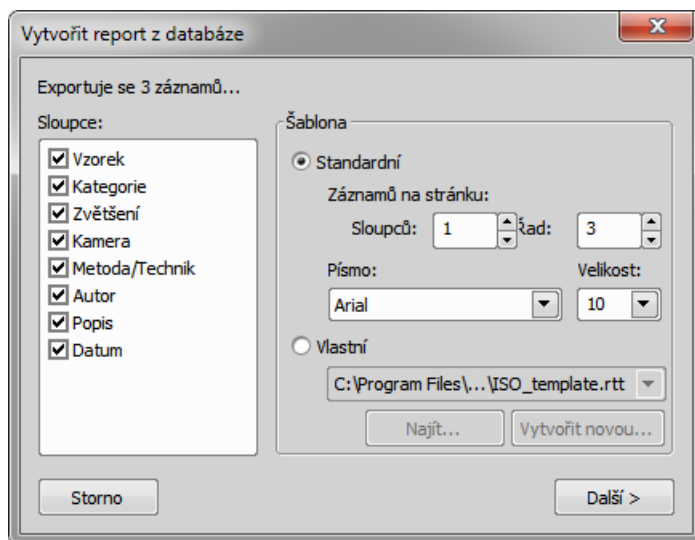 Vytvořit report z databáze
Exportuje se 3 záznamů...
Sloupce:
Vzorek
Kategorie
Zvětšení
Kamera
Metoda/Technik
Autor
Popis
Datum
Šablona
Standardní
Záznamů na stránku:
Sloupců: 1 Řad: 3
Písmo: Velikost:
Arial 10
Vlastní
C:\Program Files\...\ISO_template.rtt
Najít... Vytvořit novou...
Storno Další >